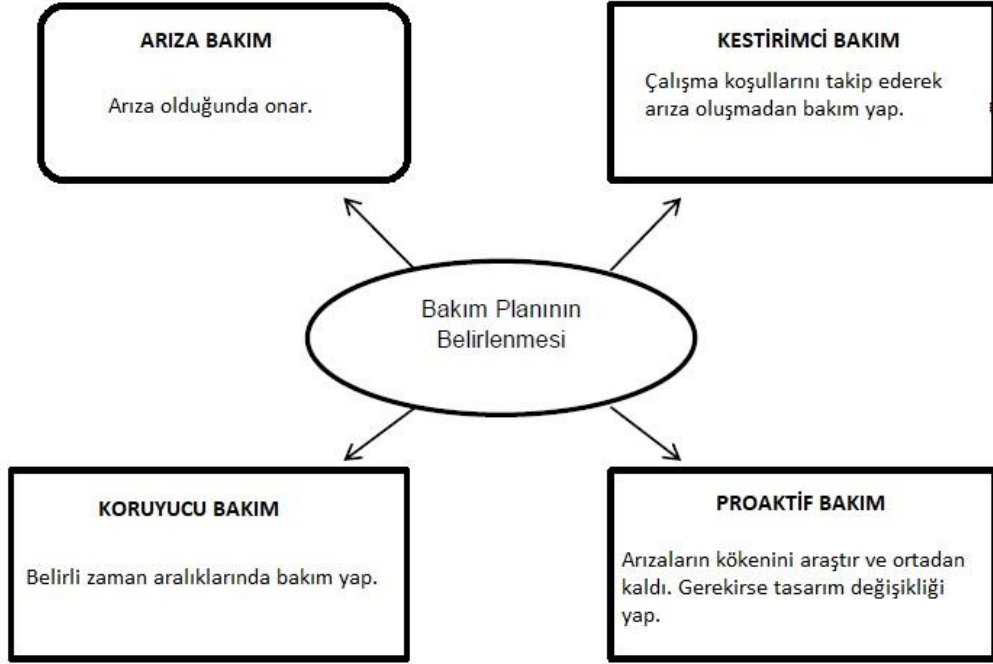 ARIZA BAKIM
Arıza olduğunda onar.
KESTİRİMCİ BAKIM
Çalışma koşullarını takip ederek
arıza oluşmadan bakım yap.
Bakım Planının
Belirlenmesi
KORUYUCU BAKIM
Belirli zaman aralıklarında bakım yap.
PROAKTİF BAKIM
Arızaların kökenini araştır ve ortadan
kaldı. Gerekirse tasarım değişikliği
yap.